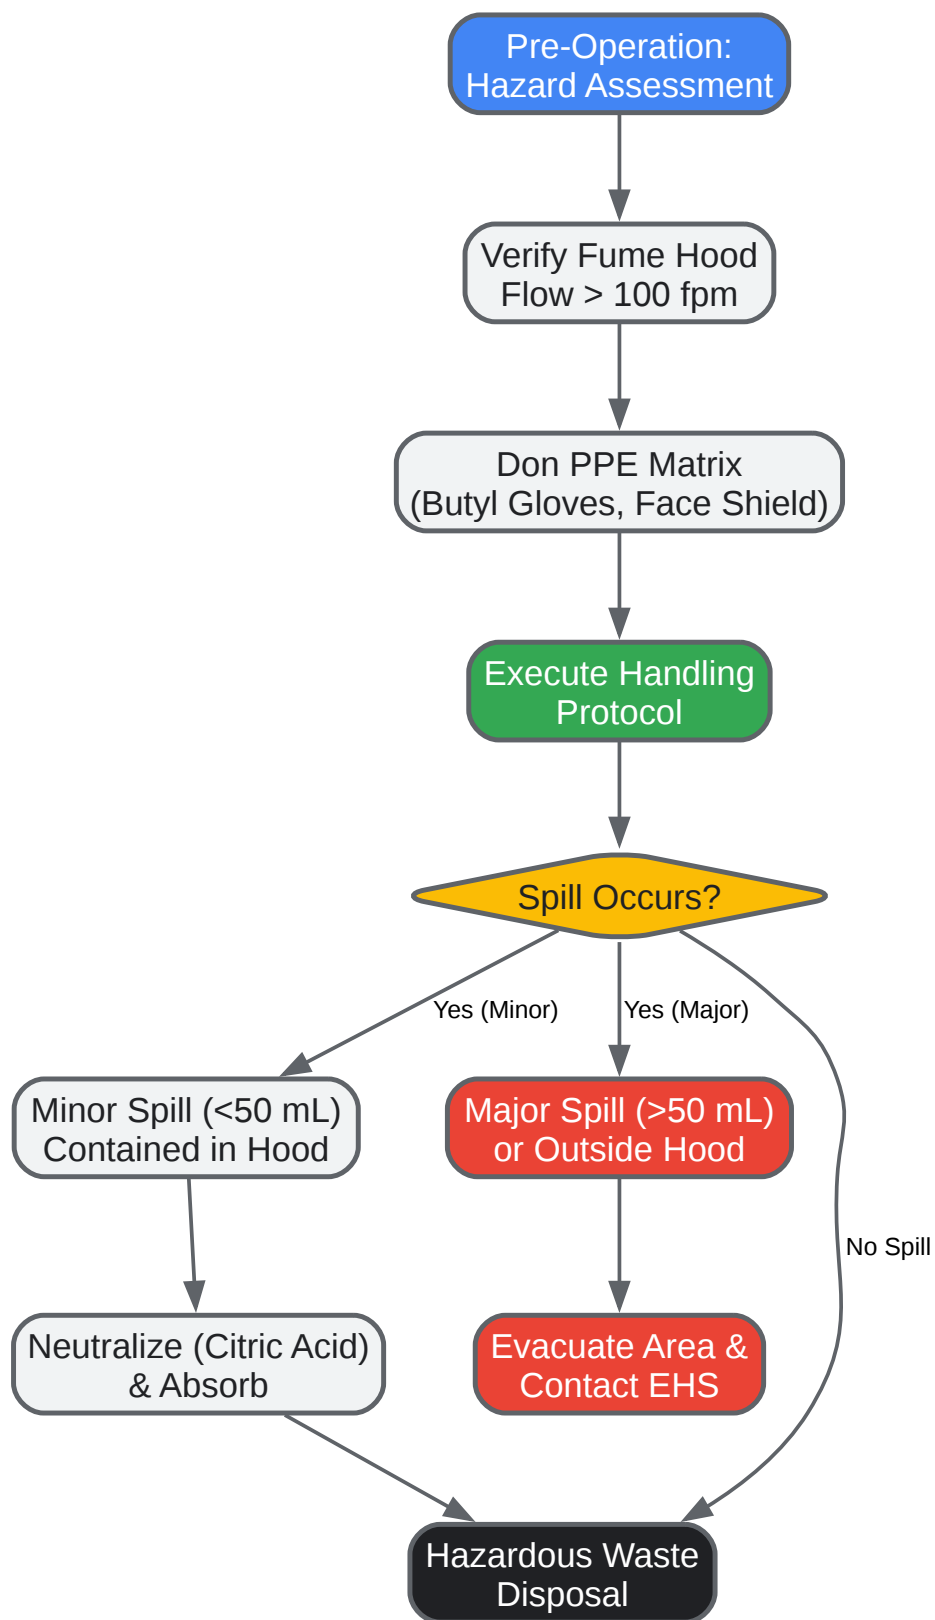 Pre-Operation:
Hazard Assessment
Verify Fume Hood
Flow > 100 fpm
Don PPE Matrix
(Butyl Gloves, Face Shield)
Execute Handling
Protocol
Spill Occurs?
Yes (Minor)
Yes (Major)
Minor Spill (<50 mL)
Contained in Hood
Major Spill (>50 mL)
or Outside Hood
No Spill
Neutralize (Citric Acid)
& Absorb
Evacuate Area &
Contact EHS
Hazardous Waste
Disposal